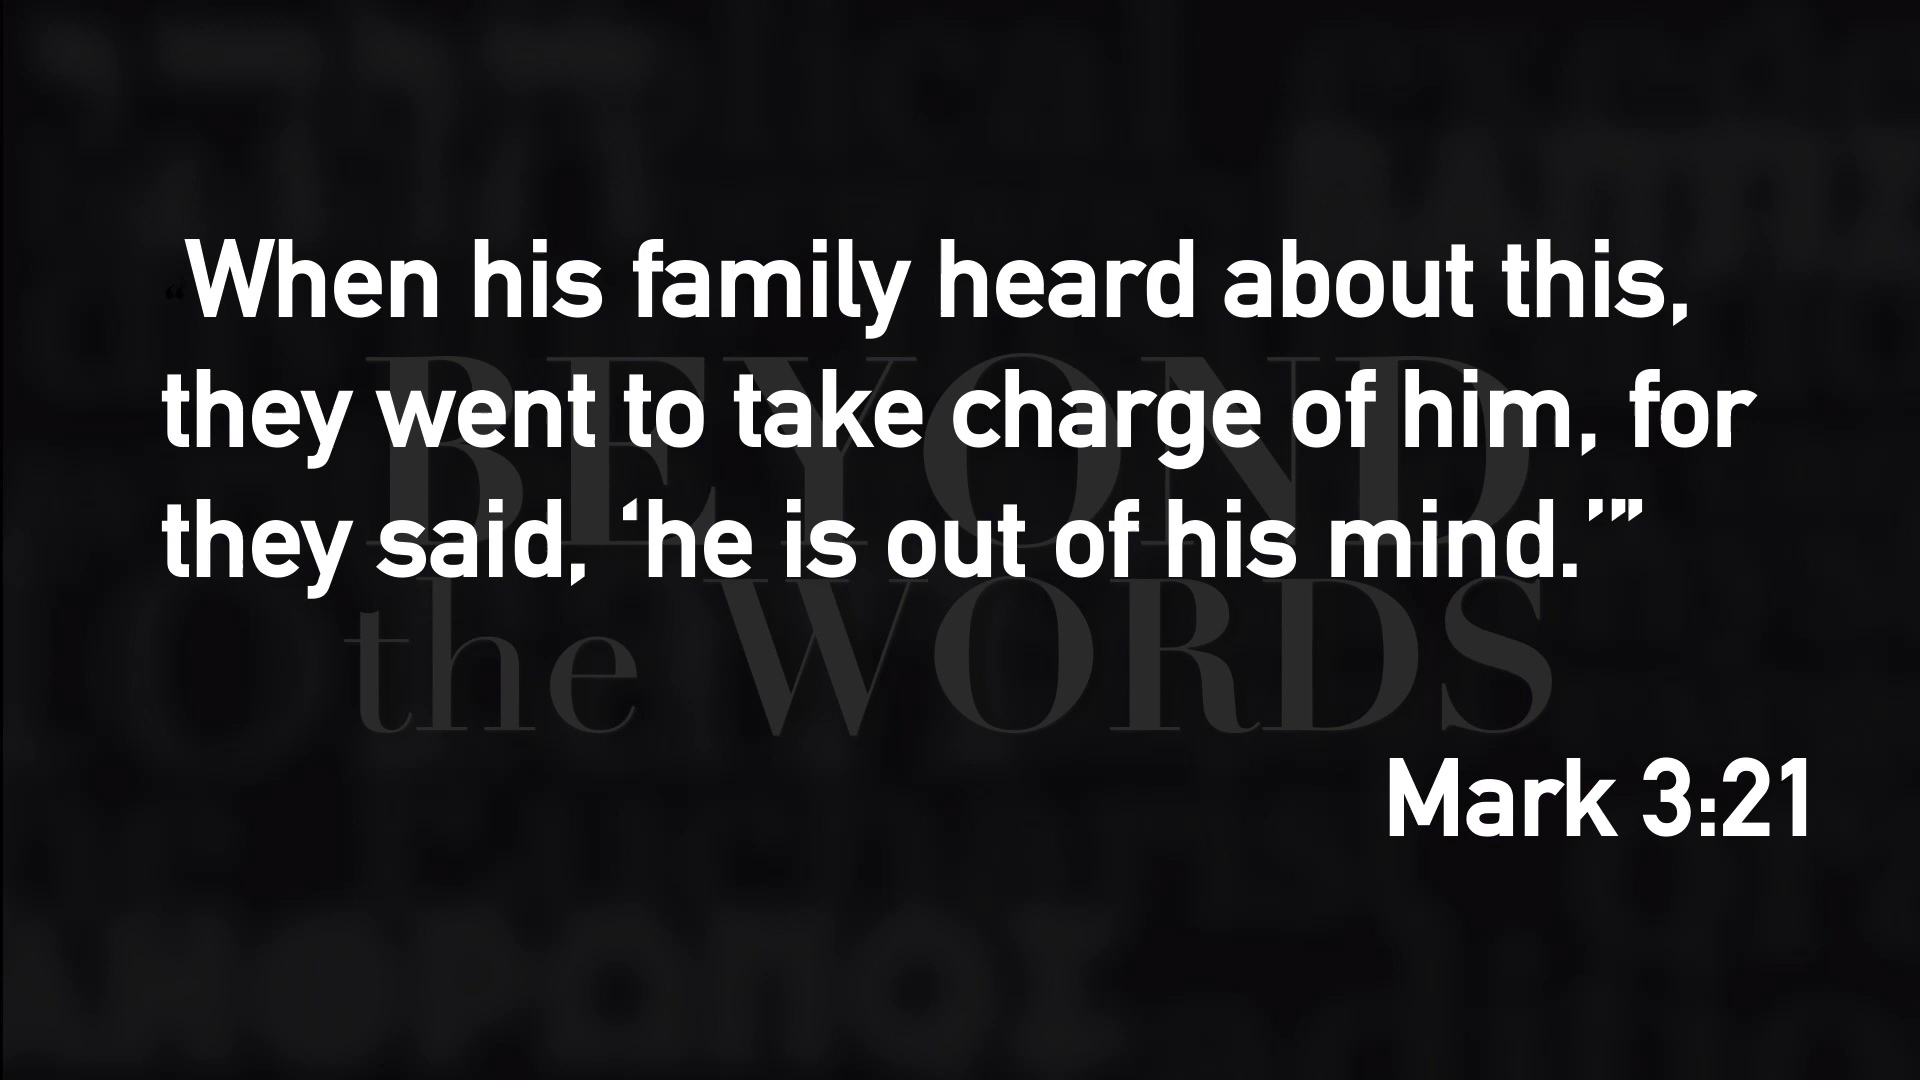 “When his family heard about this,
they went to take charge of him, for
they said, ‘he is out of his mind.’”
BEYOND
the WORDS
Mark 3:21